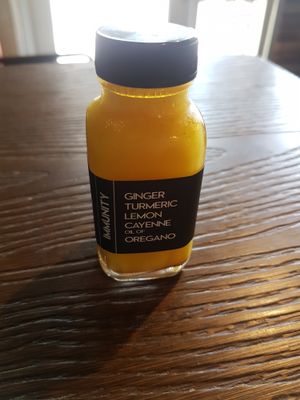 IMMUNITY
GINGER
TURMERIC
LEMON
CAYENNE
OIL OF
OREGANO